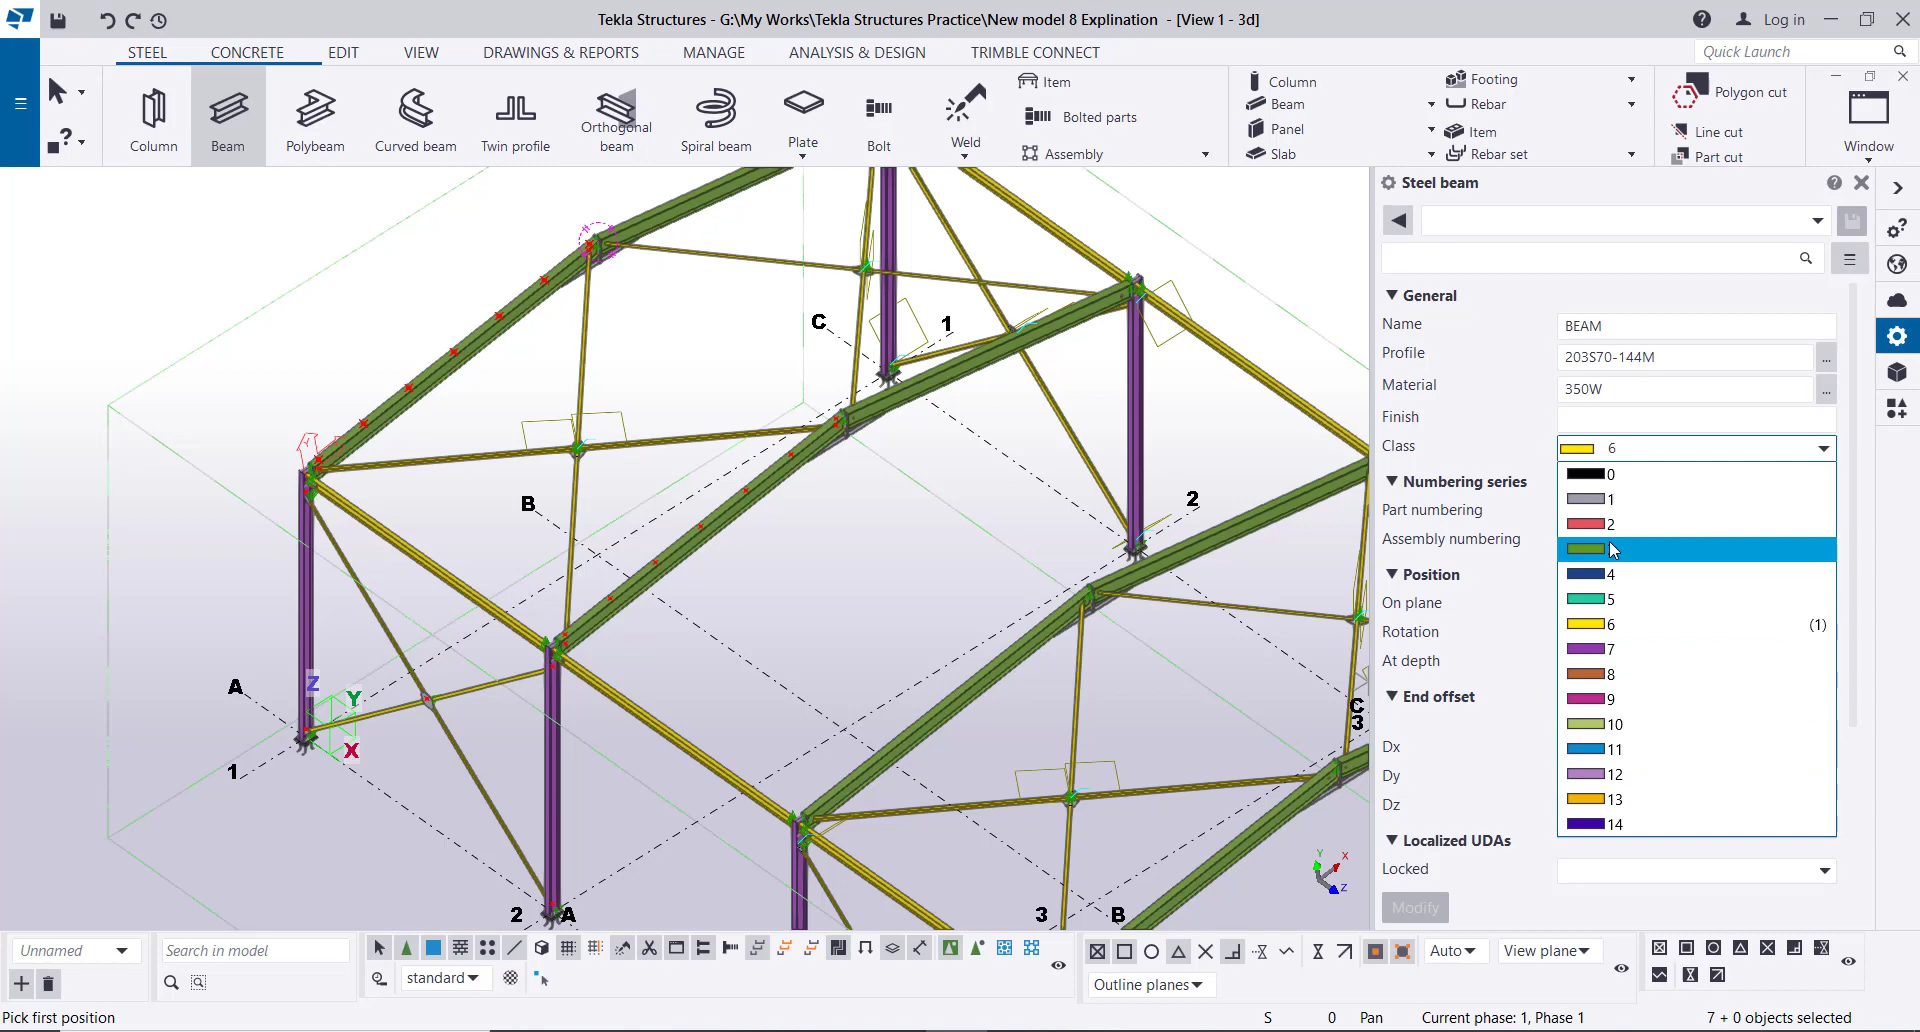 Tekla Structures - G:\My Works\Tekla Structures Practice\New model 8 Explination - [View 1 - 3d]
Log in
STEEL CONCRETE EDIT VIEW DRAWINGS & REPORTS MANAGE ANALYSIS & DESIGN TRIMBLE CONNECT
Quick Launch
Column
Beam
Polybeam
Curved beam
Twin profile
Orthogonal
beam
Spiral beam
Plate
Bolt
Weld
Item
Bolted parts
Assembly
Column
Beam
Panel
Slab
Footing
Rebar
Item
Rebar set
Polygon cut
Line cut
Part cut
Window
Steel beam
General
Name BEAM
Profile 203S70-144M ...
Material 350W ...
Finish
Class 6
0
1
2
4
5
6 (1)
7
8
9
10
11
12
13
14
Numbering series
Part numbering
Assembly numbering
Position
On plane
Rotation
At depth
End offset
Dx
Dy
Dz
Localized UDAs
Locked
Modify
C
1
B
2
A
Z
Y
X
1
C
3
2 A
3
B
Y
X
Z
Unnamed
Search in model
standard
Auto
View plane
Outline planes
Pick first position
S 0 Pan Current phase: 1, Phase 1 7 + 0 objects selected